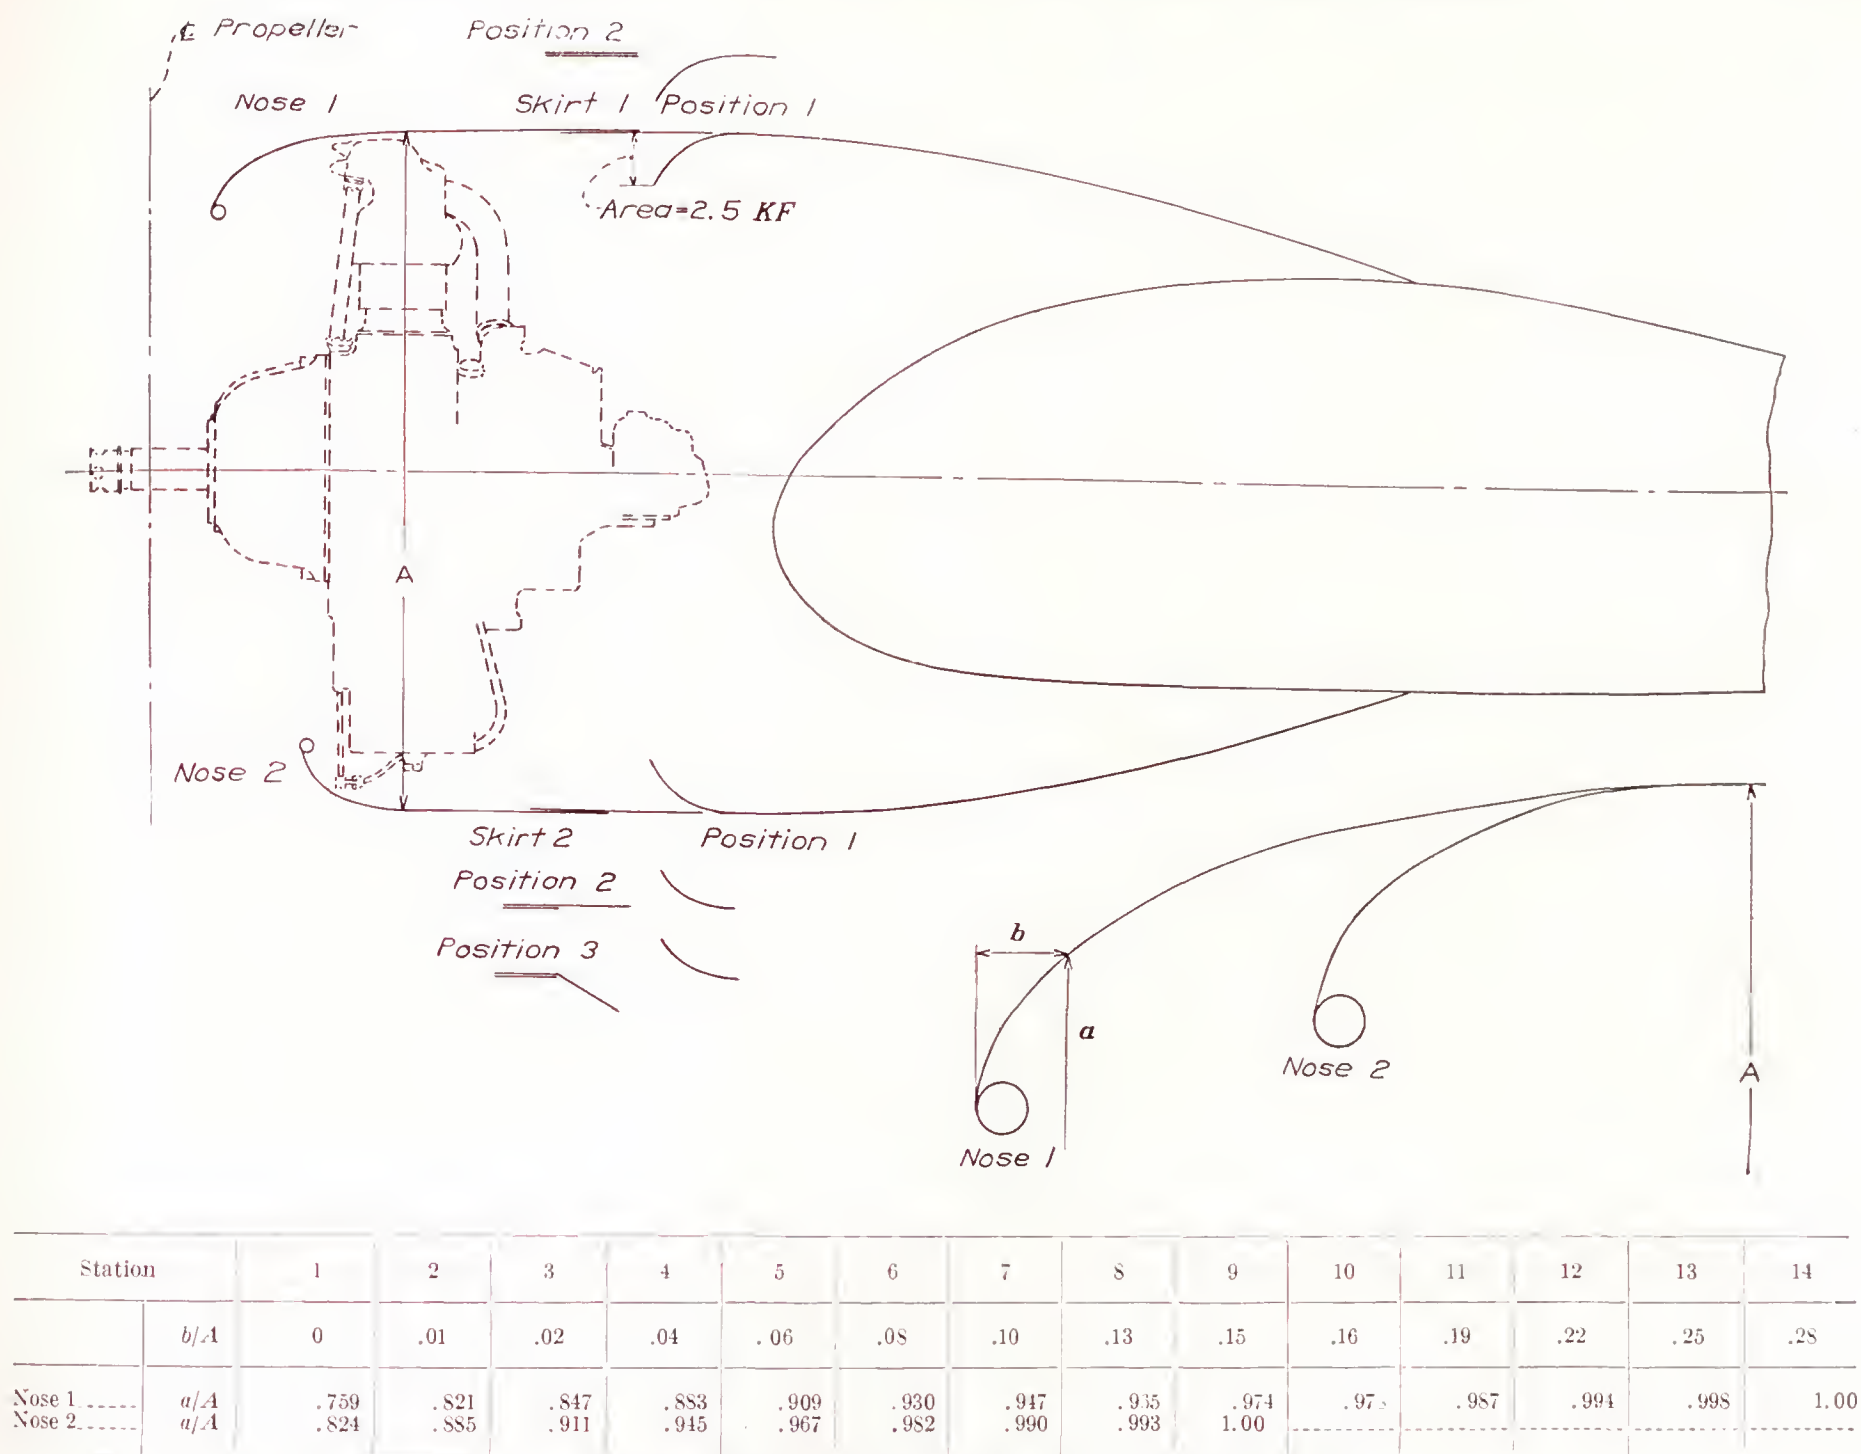 ℄ Propeller Position 2
Nose 1 Skirt 1 Position 1
Area=2.5 KF
A
Nose 2
Skirt 2 Position 1
Position 2
Position 3
b
a
Nose 2
A
Nose 1
Station 1 2 3 4 5 6 7 8 9 10 11 12 13 14
b/A 0 .01 .02 .04 .06 .08 .10 .13 .15 .16 .19 .22 .25 .28
Nose 1 a/A .759 .821 .847 .883 .909 .930 .947 .974 .987 .994 .998 1.00
Nose 2 a/A .824 .885 .911 .945 .967 .982 .990 .993 1.00